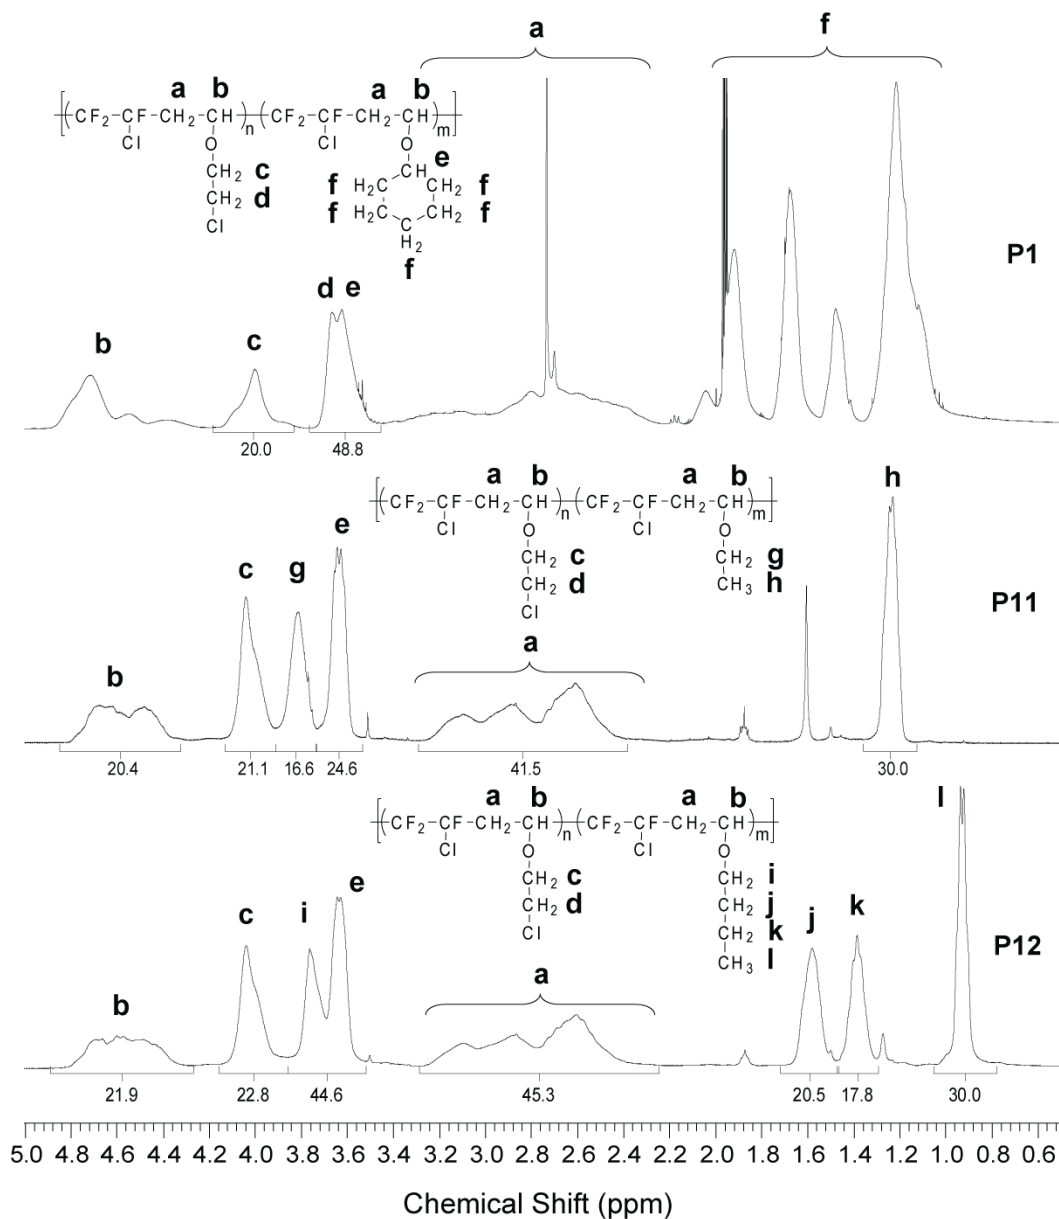 a
f
a b a b
[(CF2-CF-CH2-CH)n(CF2-CF-CH2-CH)m]
Cl O Cl O
CH2 c CH e
CH2 d f H2C CH2 f
Cl f H2C CH2 f
C
H2
f
P1
b
c
d e
20.0
48.8
a b a b
[(CF2-CF-CH2-CH)n(CF2-CF-CH2-CH)m]
Cl O Cl O
CH2 c CH2 g
CH2 d CH3 h
Cl
h
P11
b
c
g
e
a
20.4
21.1
16.6
24.6
41.5
30.0
a b a b
[(CF2-CF-CH2-CH)n(CF2-CF-CH2-CH)m]
Cl O Cl O
CH2 c CH2 i
CH2 d CH2 j
Cl CH2 k
CH3 l
l
P12
b
c
i
e
a
j
k
21.9
22.8
44.6
45.3
20.5
17.8
30.0
5.0 4.8 4.6 4.4 4.2 4.0 3.8 3.6 3.4 3.2 3.0 2.8 2.6 2.4 2.2 2.0 1.8 1.6 1.4 1.2 1.0 0.8 0.6
Chemical Shift (ppm)